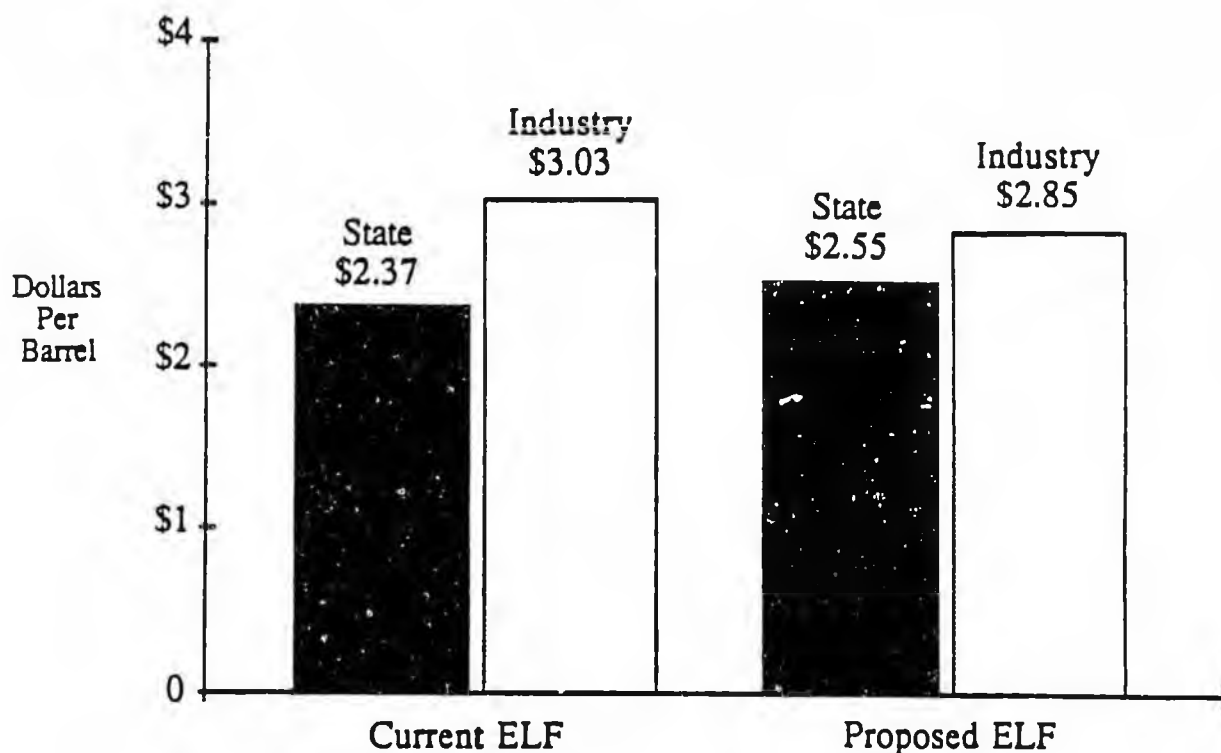 $4
Industry
$3.03
Industry
$2.85
$3
State
$2.37
State
$2.55
Dollars
Per
Barrel
$2
$1
0
Current ELF
Proposed ELF